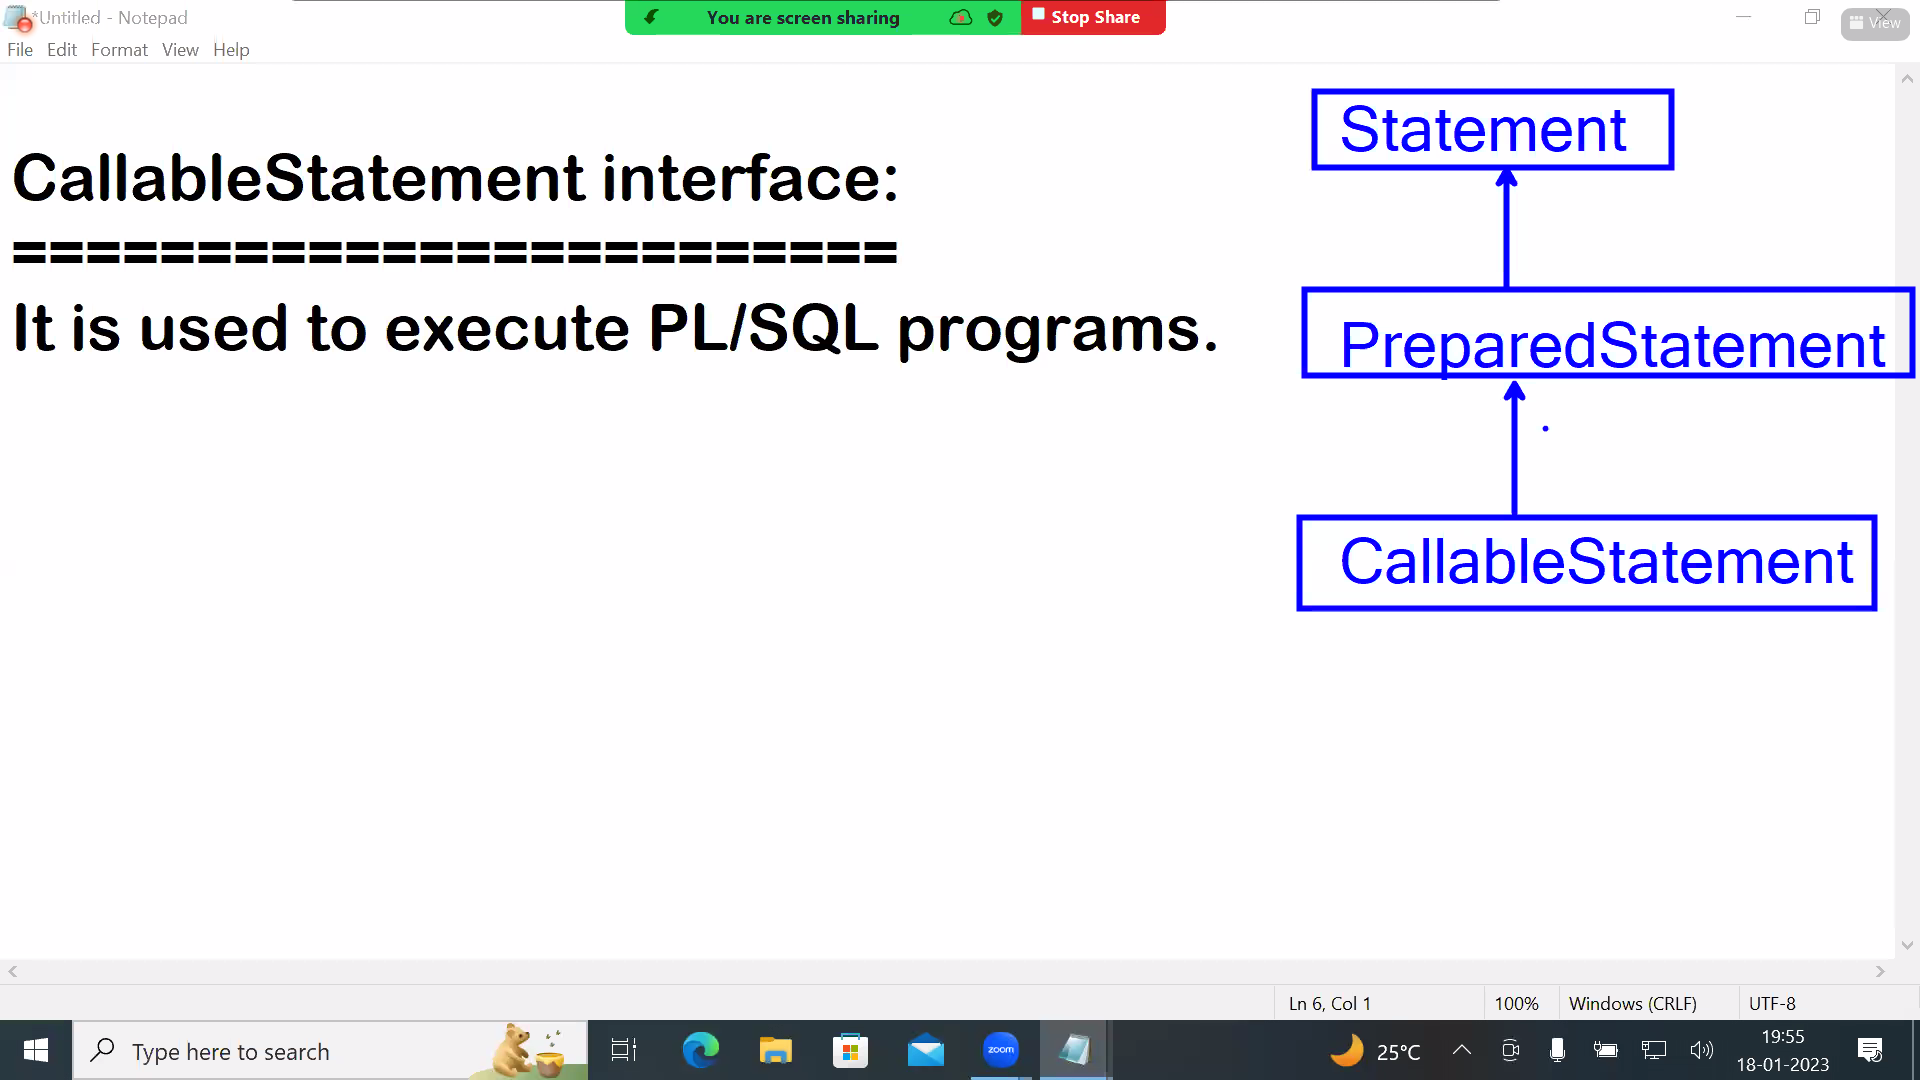 *Untitled - Notepad
You are screen sharing
Stop Share
View
File Edit Format View Help
CallableStatement interface:
========================
It is used to execute PL/SQL programs.
Statement
PreparedStatement
CallableStatement
Ln 6, Col 1
100%
Windows (CRLF)
UTF-8
Type here to search
zoom
25°C
19:55
18-01-2023